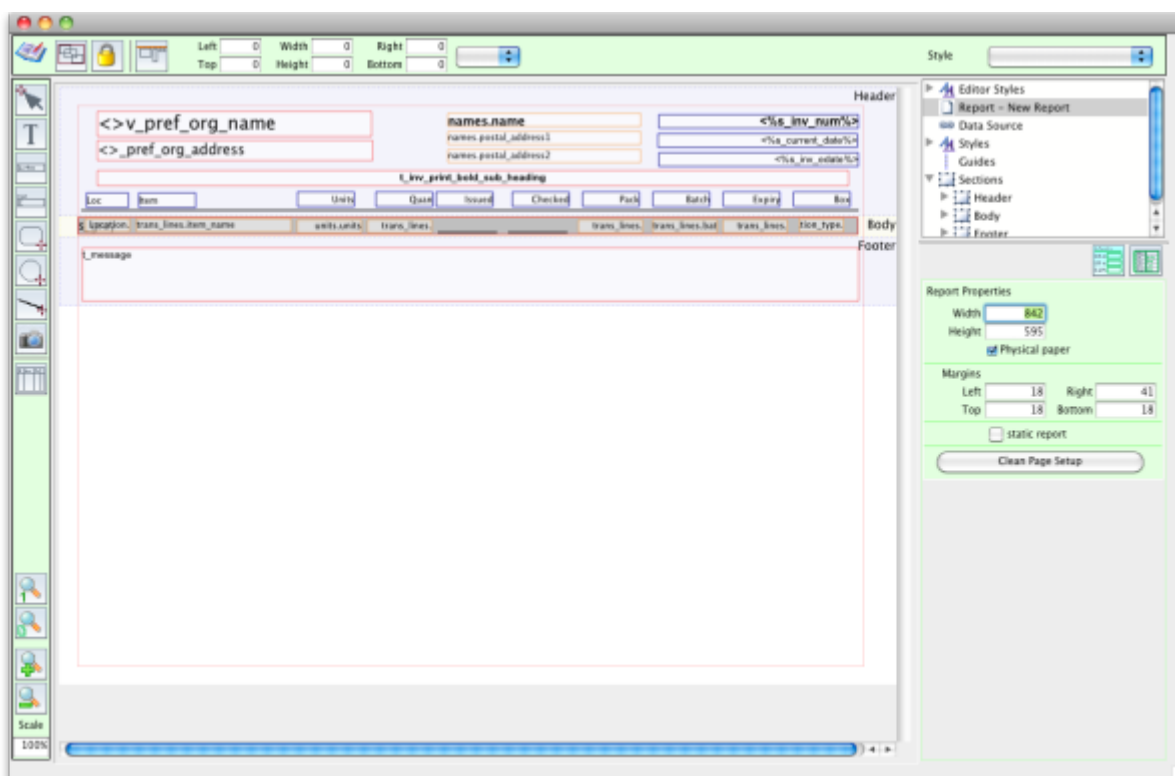 Left 0 Width 0 Right 0
Top 0 Height 0 Bottom 0
Style
Header
<>v_pref_org_name
<>_pref_org_address
names.name
names.postal_address1
names.postal_address2
<%s_inv_num%>
<%s_current_date%>
t_inv_print_bold_sub_heading
Loc Item Units Quan Issued Checked Pack Batch Expiry Box
trans_lines.item_name units.units trans_lines. trans_lines. trans_lines.bat trans_lines. tion_type. Body
Footer
t_message
T
Scale
100%
Editor Styles
Report - New Report
Data Source
Styles
Guides
Sections
Header
Body
Footer
Report Properties
Width 842
Height 595
Physical paper
Margins
Left 18 Right 41
Top 18 Bottom 18
static report
Clean Page Setup